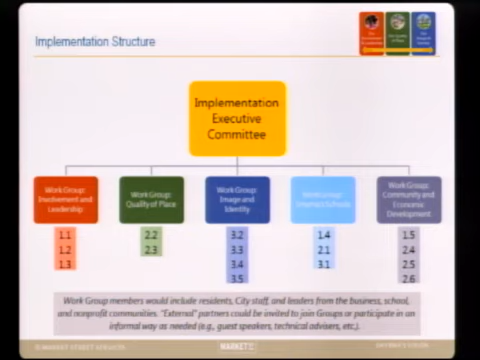 Implementation Structure
Implementation
Executive
Committee
Work Group:
Involvement and
Leadership
Work Group:
Quality of Place
Work Group:
Image and
Identity
Work Group:
Work Group:
Community and
Economic
Development
1.1
1.2
1.3
2.2
2.3
3.2
3.3
3.4
3.5
1.4
2.1
3.1
1.5
2.4
2.5
2.6
Work Group members would include residents, City staff, and leaders from the business, school,
and nonprofit communities. "External" partners could be invited to join Groups or participate in an
informal way as needed (e.g., guest speakers, technical advisers, etc.).
MARKET